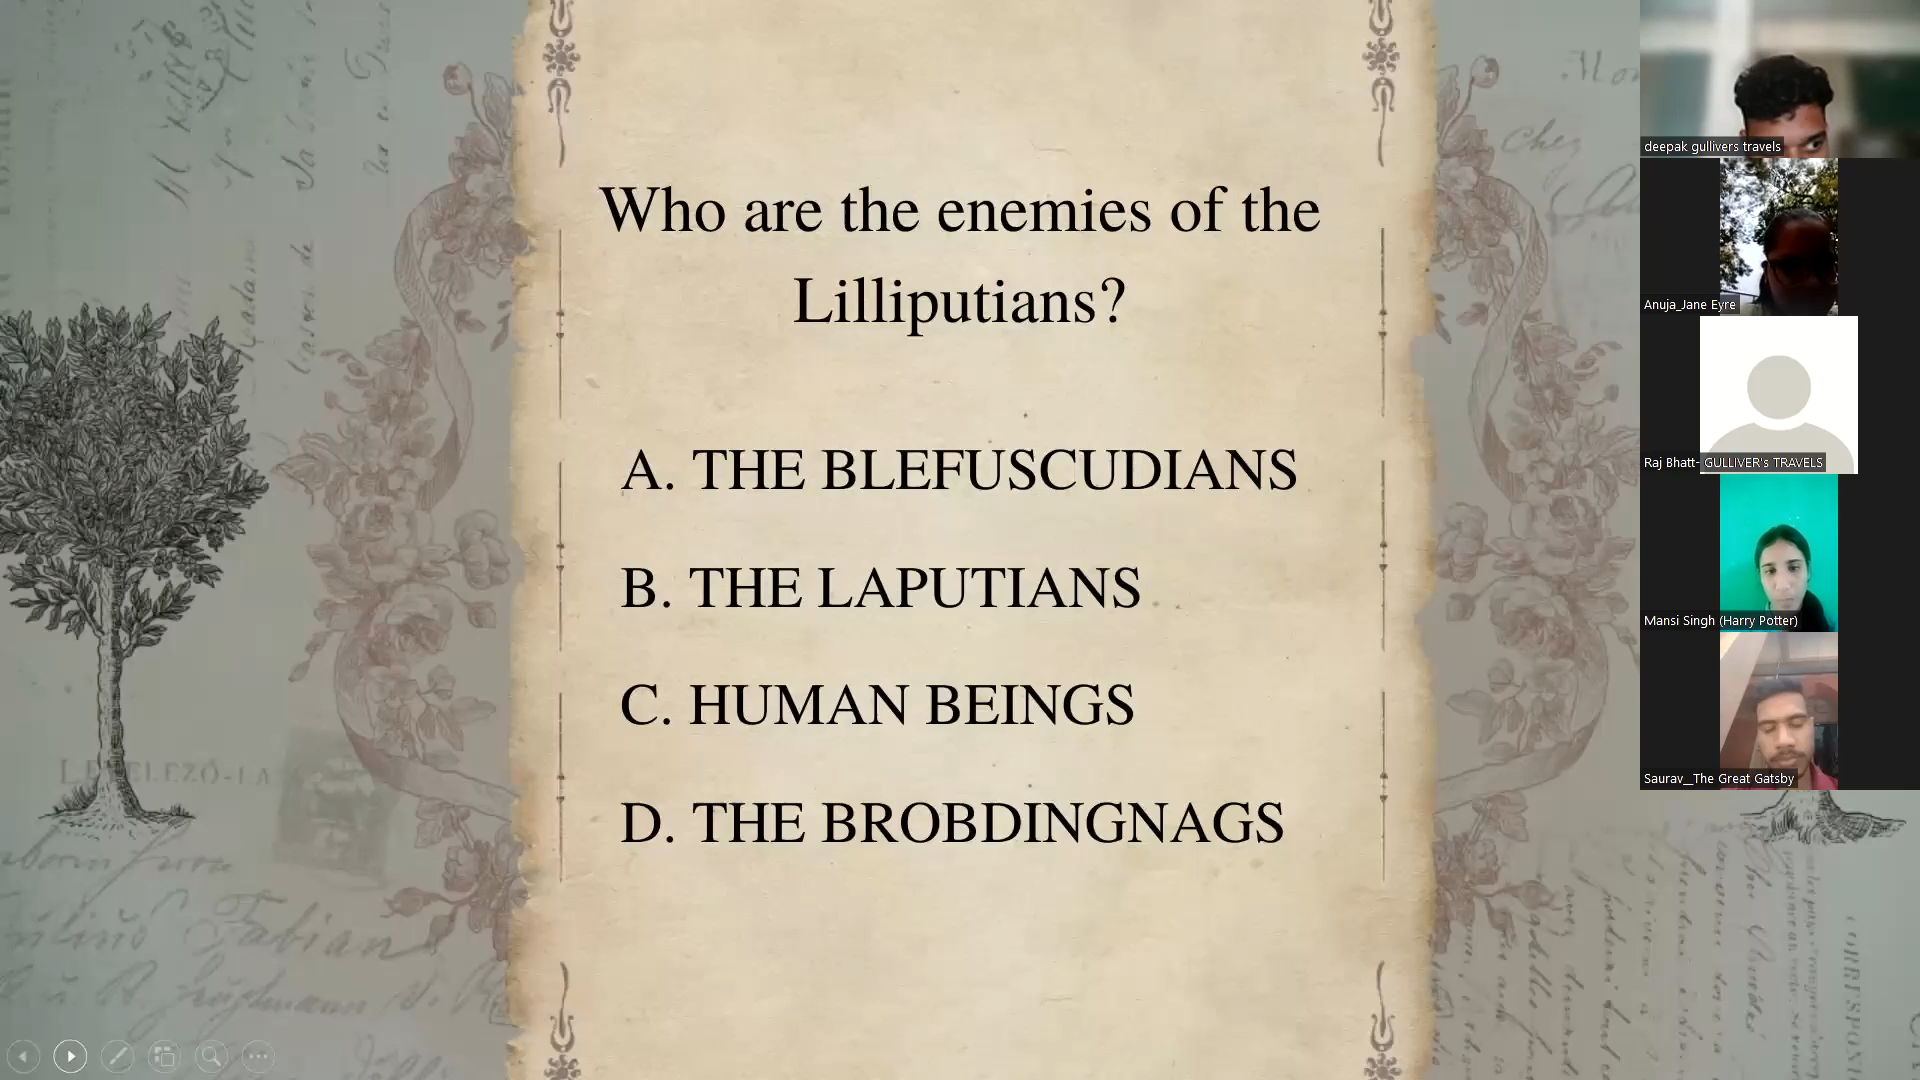 Who are the enemies of the
Lilliputians?
A. THE BLEFUSCUDIANS
B. THE LAPUTIANS
C. HUMAN BEINGS
D. THE BROBDINGNAGS
deepak gullivers travels
Anuja_Jane Eyre
Raj Bhatt- GULLIVER's TRAVELS
Mansi Singh (Harry Potter)
Saurav__The Great Gatsby